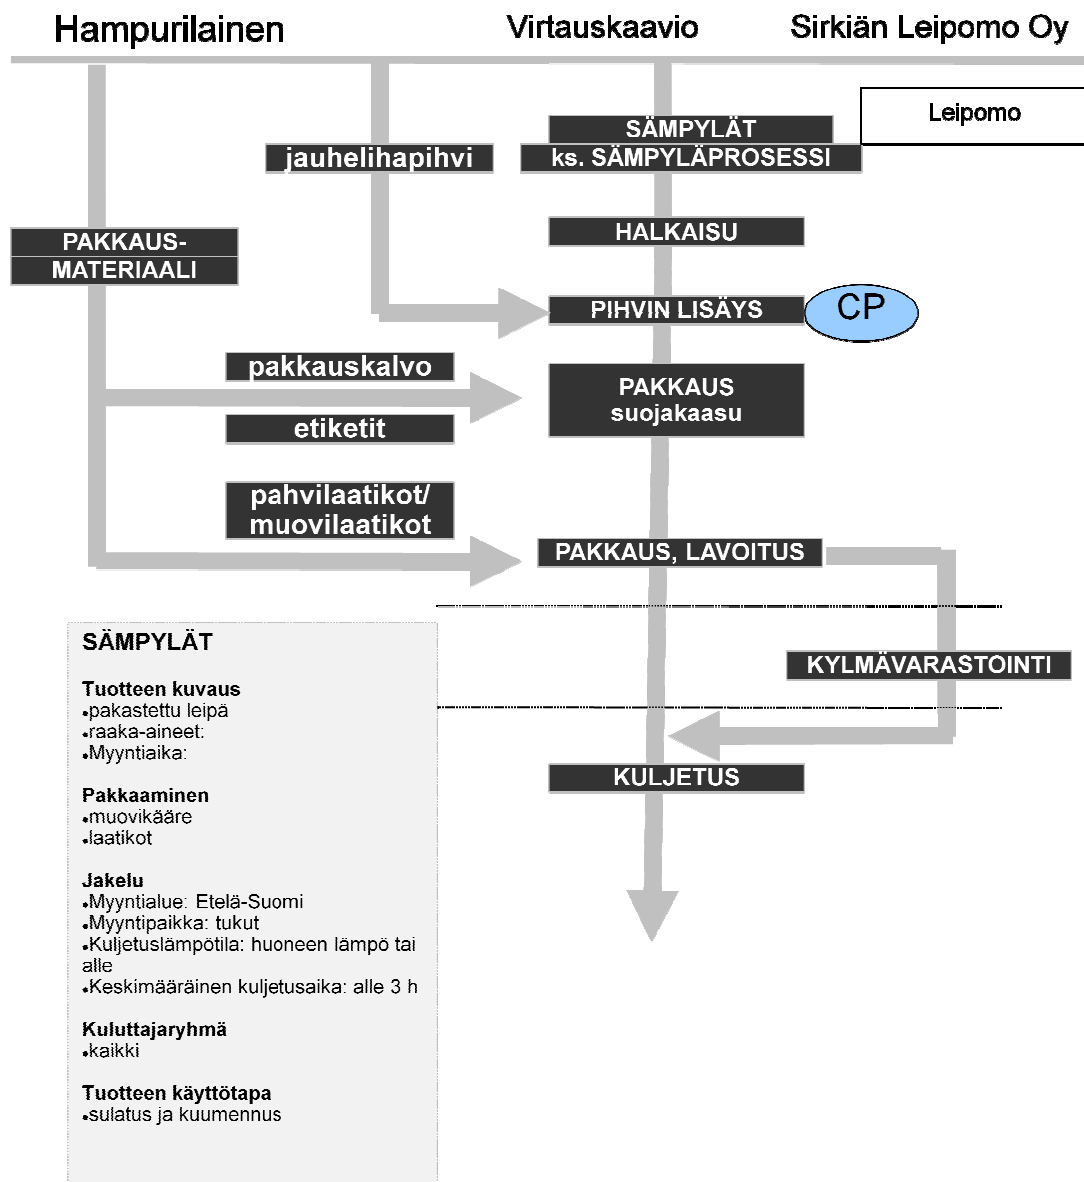 Hampurilainen
Virtauskaavio
Sirkiän Leipomo Oy
Leipomo
SÄMPYLÄT
ks. SÄMPYLÄPROSESSI
jauhelihapihvi
HALKAISU
PAKKAUS-
MATERIAALI
PIHVIN LISÄYS
CP
pakkauskalvo
PAKKAUS
suojakaasu
etiketit
pahvilaatikot/
muovilaatikot
PAKKAUS, LAVOITUS
KYLMÄVARASTOINTI
KULJETUS
SÄMPYLÄT
Tuotteen kuvaus
•pakastettu leipä
•raaka-aineet:
•Myyntiaika:
Pakkaaminen
•muovikääre
•laatikot
Jakelu
•Myyntialue: Etelä-Suomi
•Myyntipaikka: tukut
•Kuljetuslämpötila: huoneen lämpö tai
alle
•Keskimääräinen kuljetusaika: alle 3 h
Kuluttajaryhmä
•kaikki
Tuotteen käyttötapa
•sulatus ja kuumennus